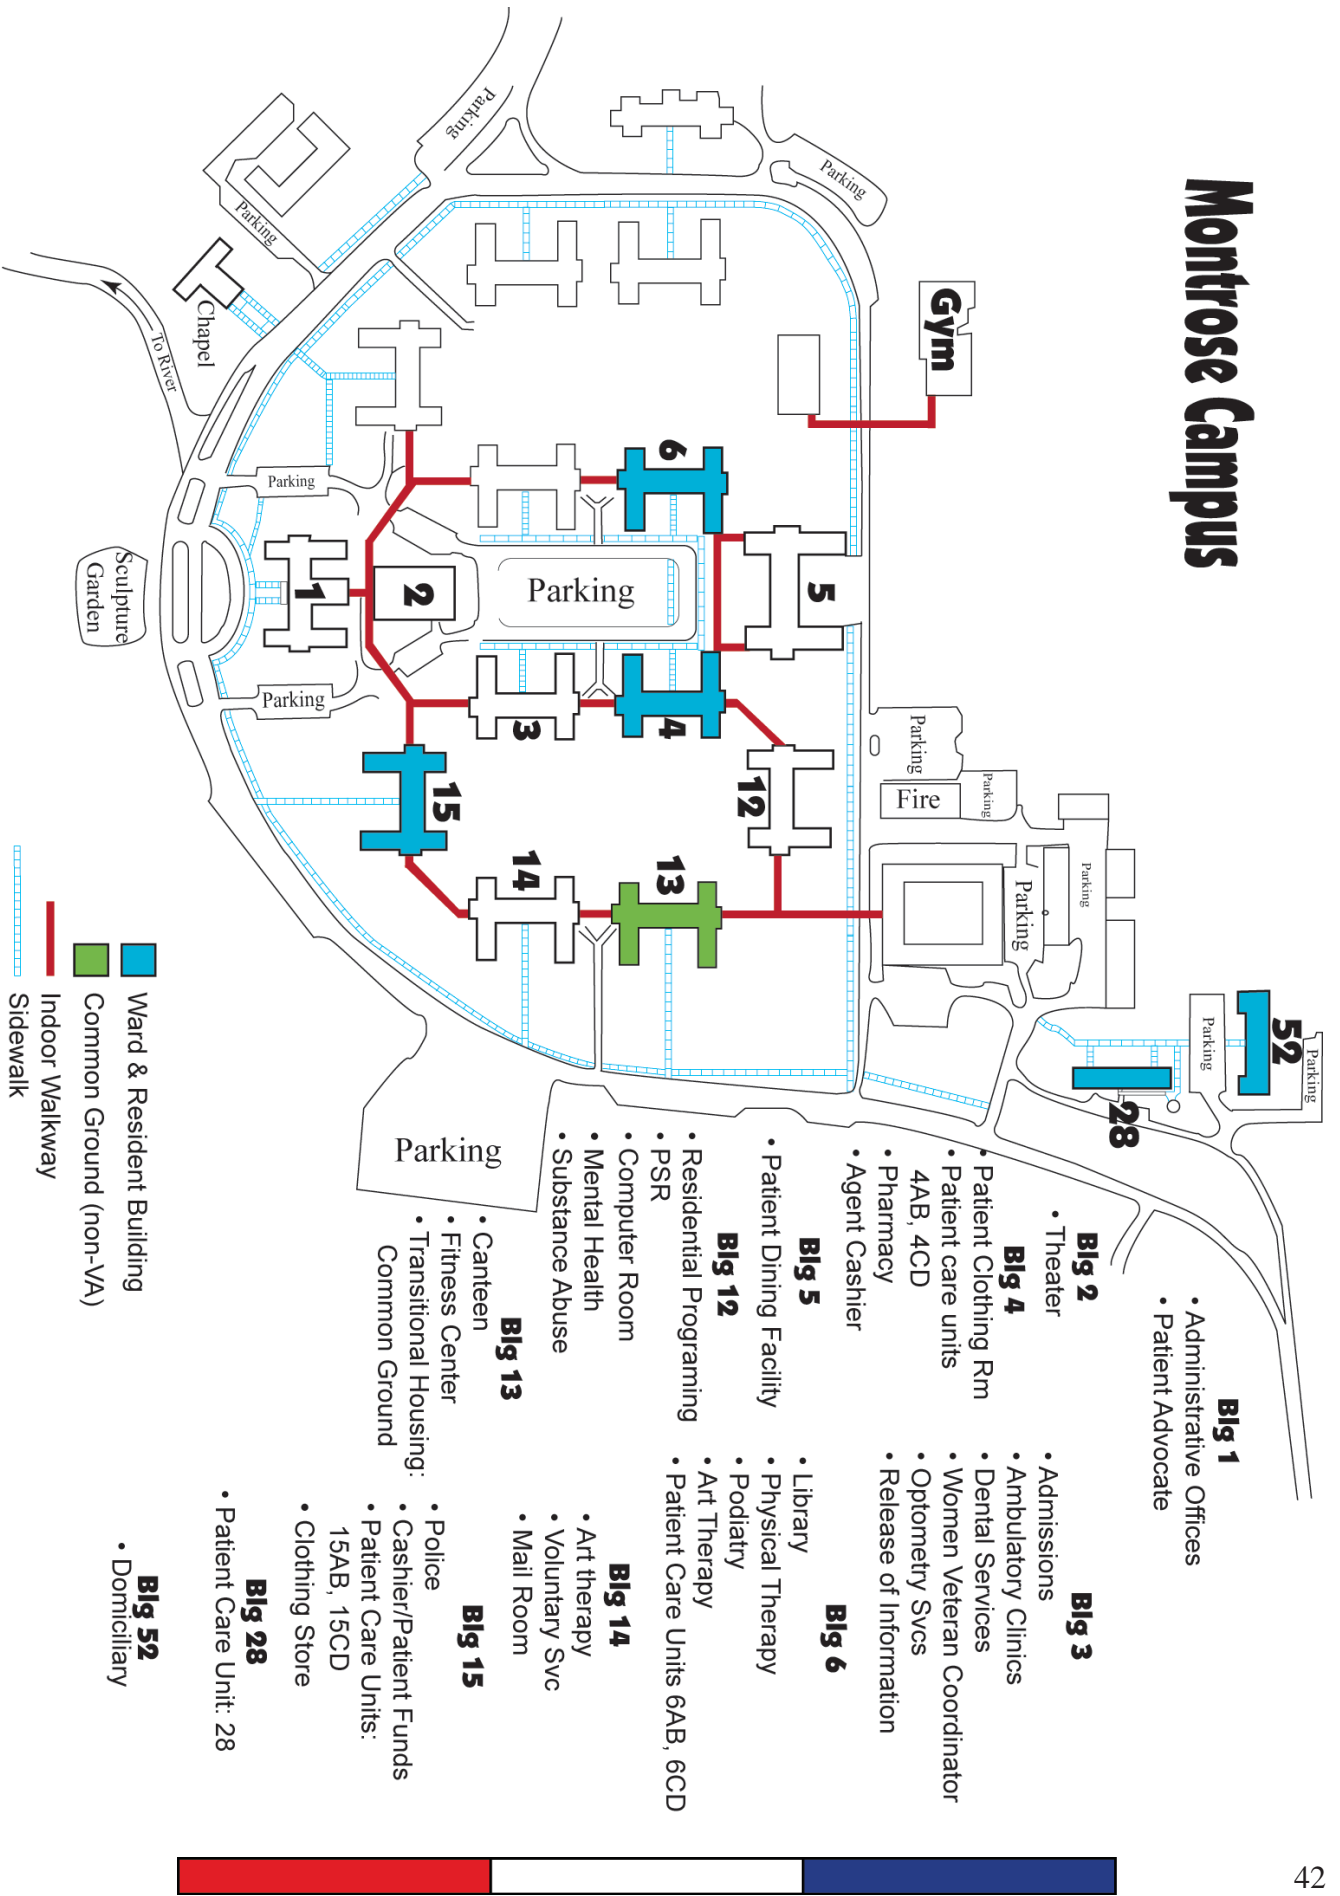 Montrose Campus
Parking
Parking
Parking
Gym
Chapel
To River
Parking
Sculpture
Garden
1
2
Parking
6
5
Parking
3
4
12
15
14
13
Parking
Fire
Parking
Parking
Parking
52
Parking
Parking
28
Parking
Blg 1
• Administrative Offices
• Patient Advocate
Blg 2
• Theater
Blg 3
• Admissions
• Ambulatory Clinics
• Dental Services
• Women Veteran Coordinator
• Optometry Svcs
• Release of Information
Blg 4
• Patient Clothing Rm
• Patient care units
4AB, 4CD
• Pharmacy
• Agent Cashier
Blg 5
• Patient Dining Facility
Blg 6
• Library
• Physical Therapy
• Podiatry
• Art Therapy
• Patient Care Units 6AB, 6CD
Blg 12
• Residential Programing
• PSR
• Computer Room
• Mental Health
• Substance Abuse
Blg 13
• Canteen
• Fitness Center
• Transitional Housing:
Common Ground
Blg 14
• Art therapy
• Voluntary Svc
• Mail Room
Blg 15
• Police
• Cashier/Patient Funds
• Patient Care Units:
15AB, 15CD
• Clothing Store
Blg 28
• Patient Care Unit: 28
Blg 52
• Domiciliary
Ward & Resident Building
Common Ground (non-VA)
Indoor Walkway
Sidewalk
42